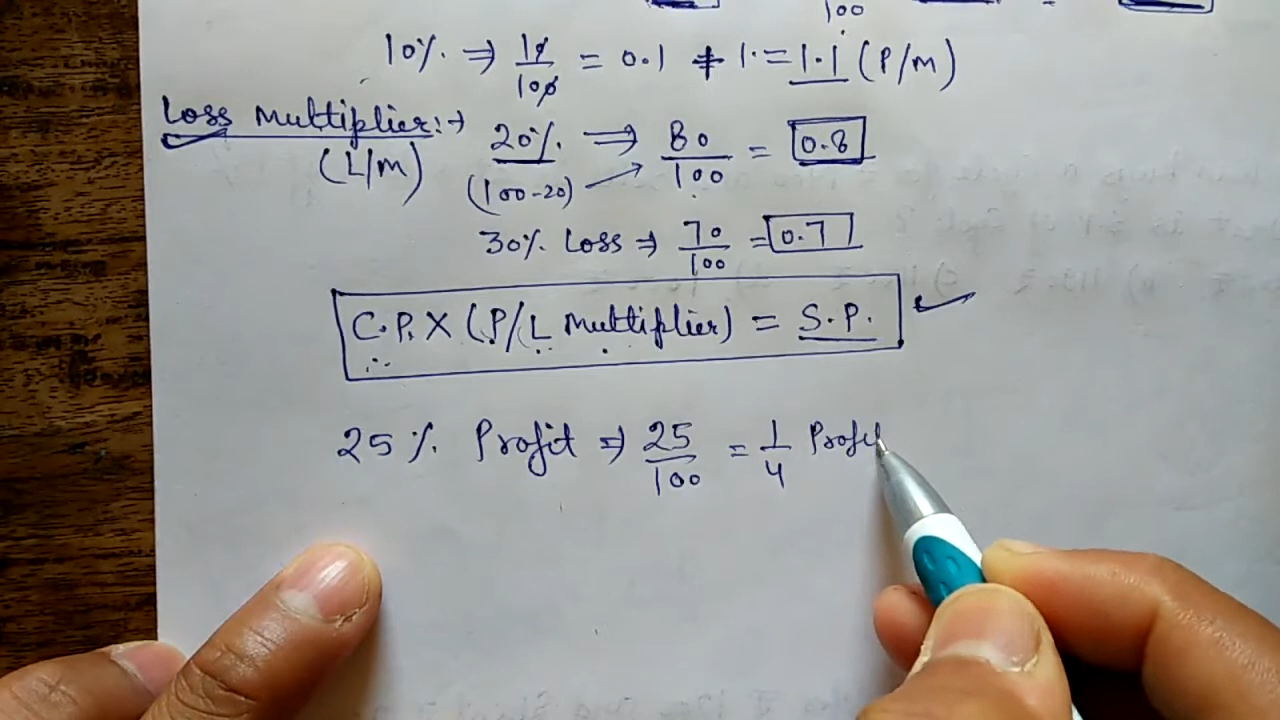 100
10% ⇒ 10/100 = 0.1 + 1 = 1.1 (P/m)
Loss Multiplier:→ 20% ⇒ 80/100 = 0.8
(L/m) (100-20)
30% Loss ⇒ 70/100 = 0.7
C.P. X (P/L Multiplier) = S.P.
25% Profit ⇒ 25/100 = 1/4 Profit